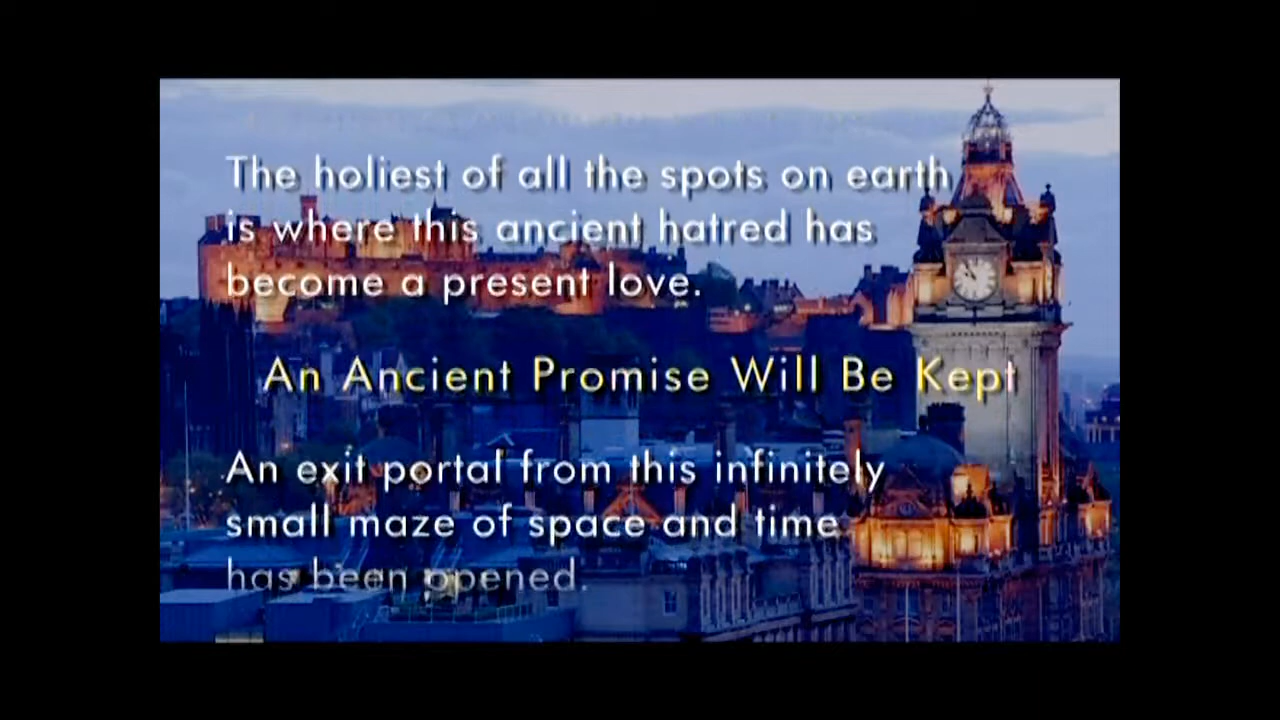 The holiest of all the spots on earth
is where this ancient hatred has
become a present love.
An Ancient Promise Will Be Kept
An exit portal from this infinitely
small maze of space and time
has been opened.